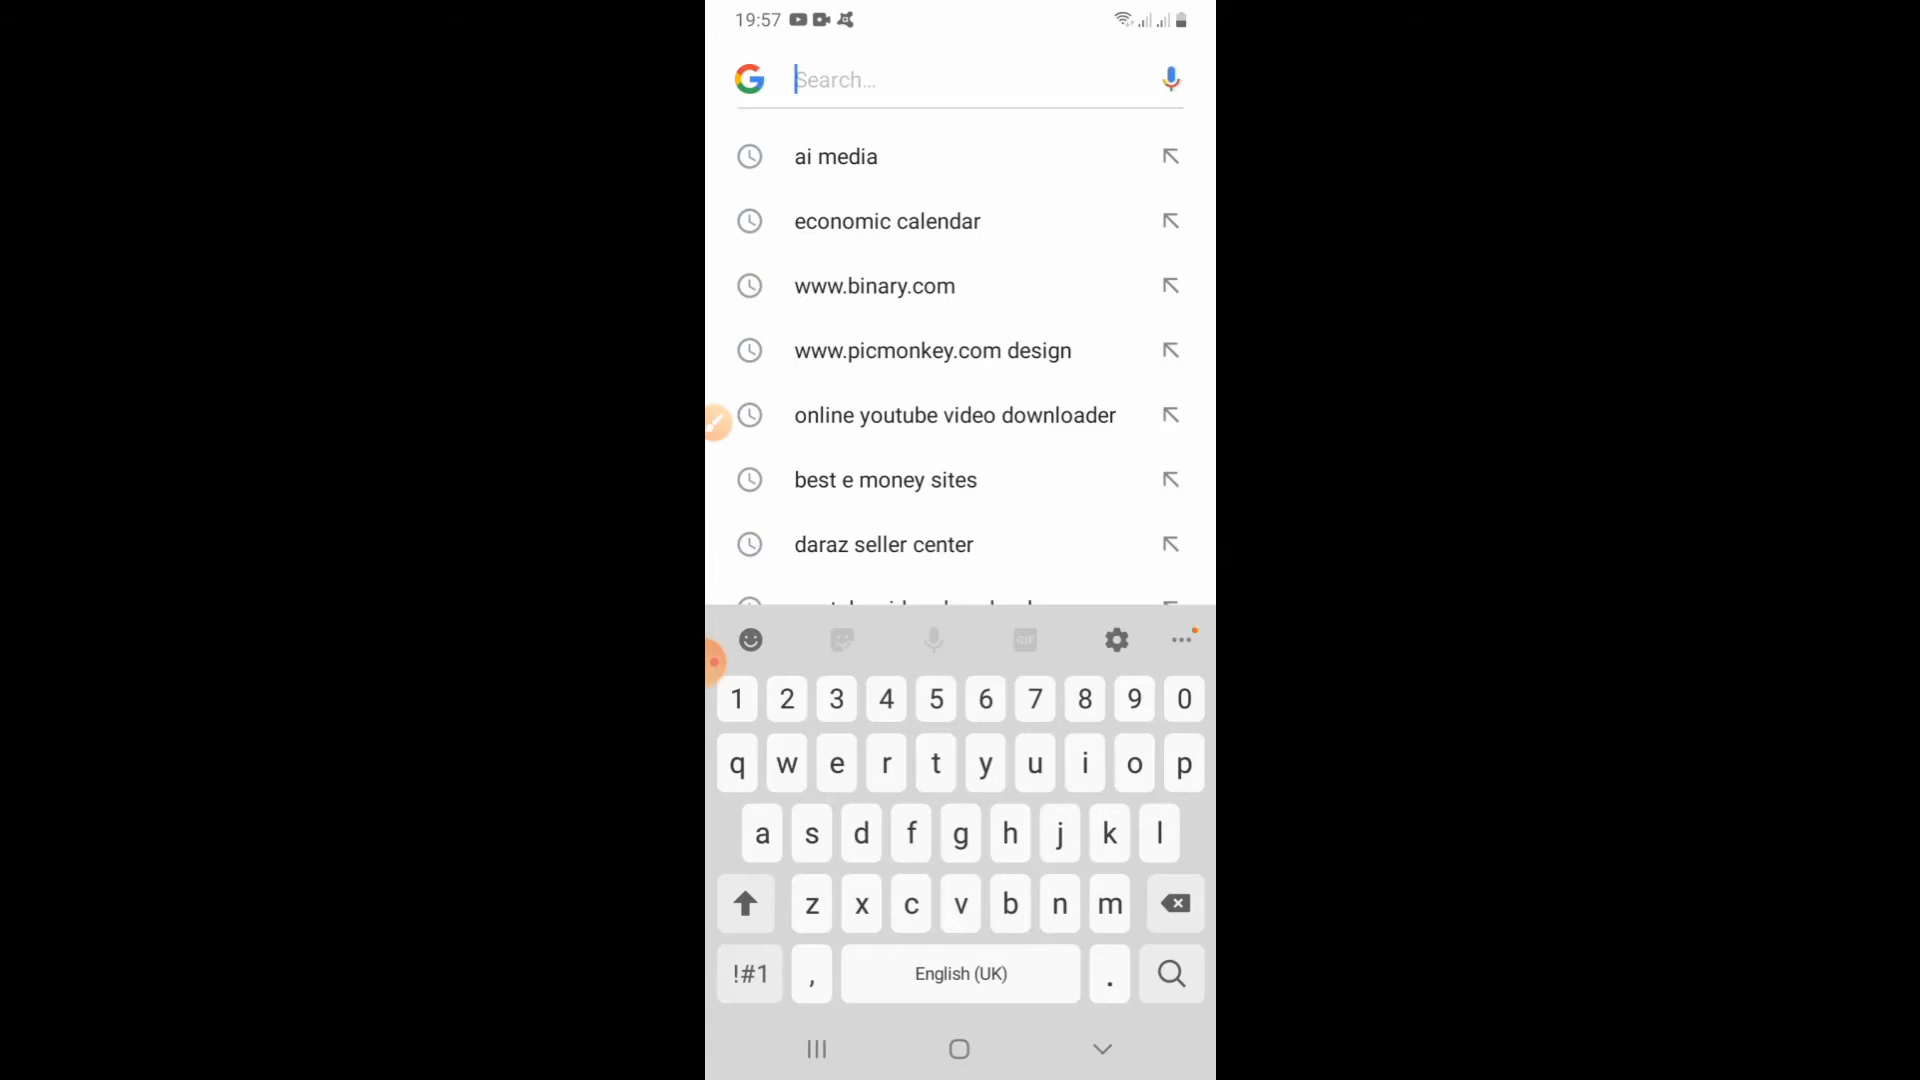 19:57
Search...
ai media
economic calendar
www.binary.com
www.picmonkey.com design
online youtube video downloader
best e money sites
daraz seller center
GIF
1 2 3 4 5 6 7 8 9 0
q w e r t y u i o p
a s d f g h j k l
z x c v b n m
!#1 , English (UK) .